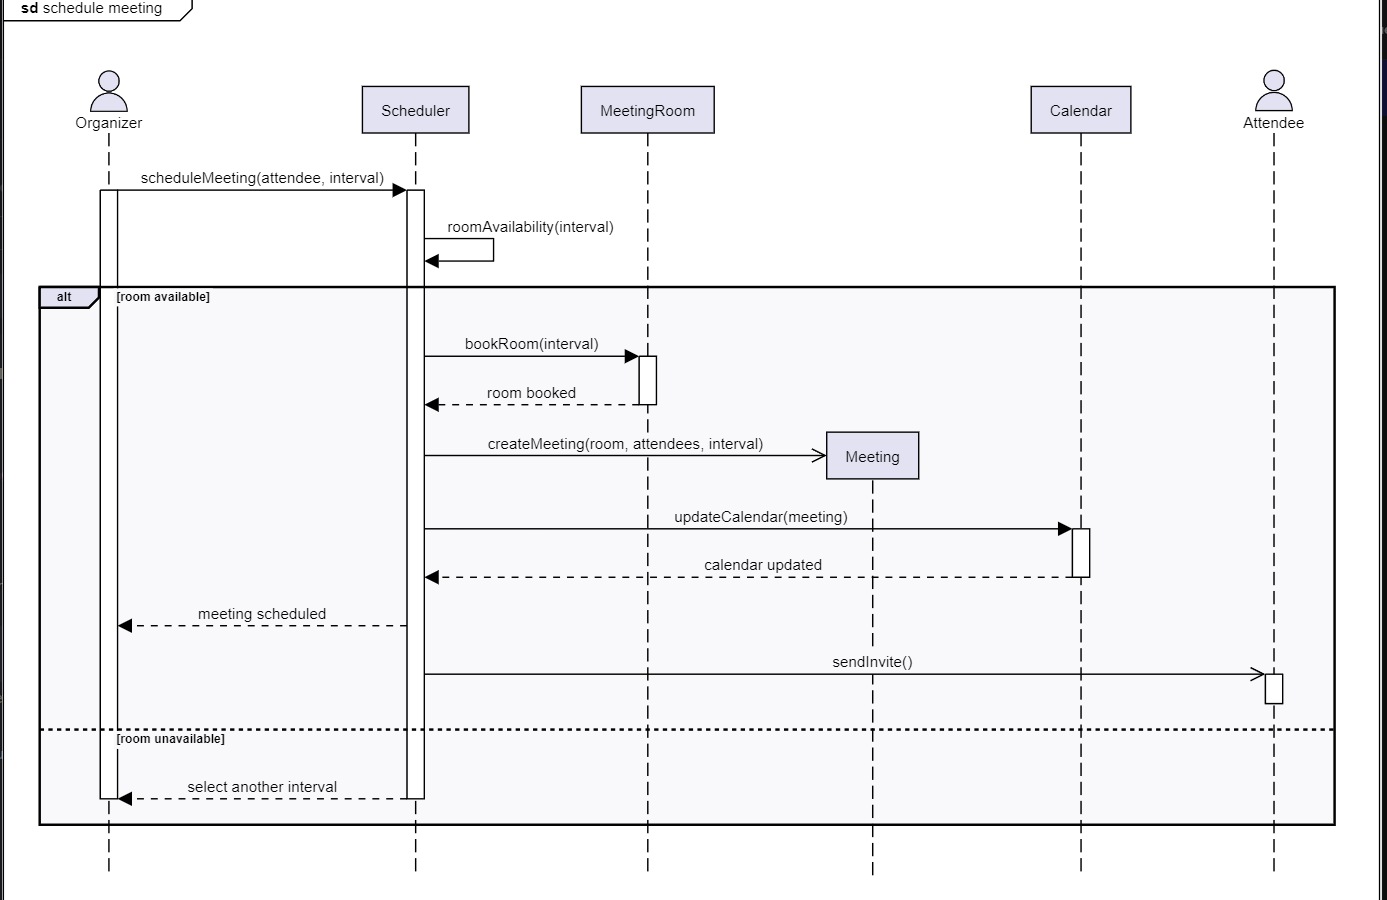 sd schedule meeting
Organizer
Scheduler
MeetingRoom
Calendar
Attendee
scheduleMeeting(attendee, interval)
roomAvailability(interval)
alt
[room available]
bookRoom(interval)
room booked
createMeeting(room, attendees, interval)
Meeting
updateCalendar(meeting)
calendar updated
meeting scheduled
sendInvite()
[room unavailable]
select another interval